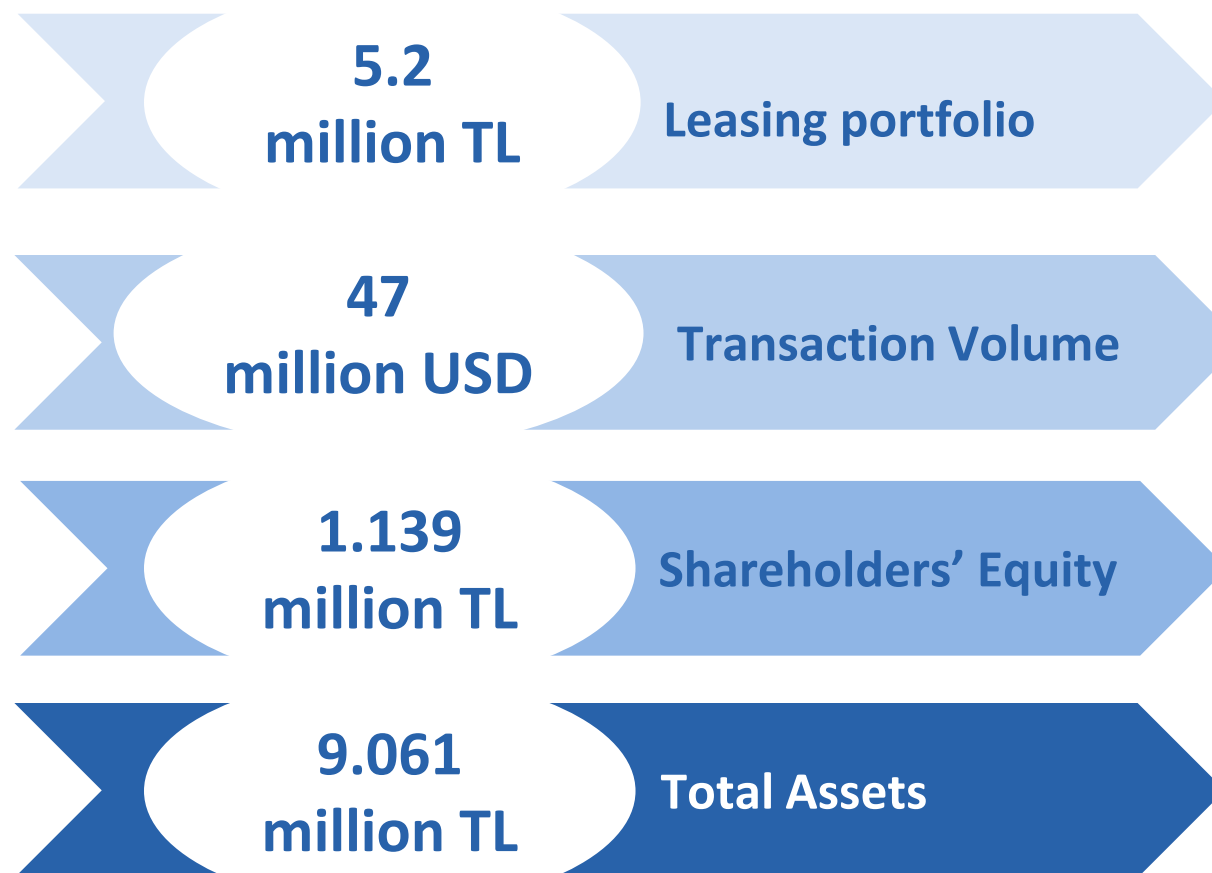 5.2
million TL
Leasing portfolio
47
million USD
Transaction Volume
1.139
million TL
Shareholders’ Equity
9.061
million TL
Total Assets